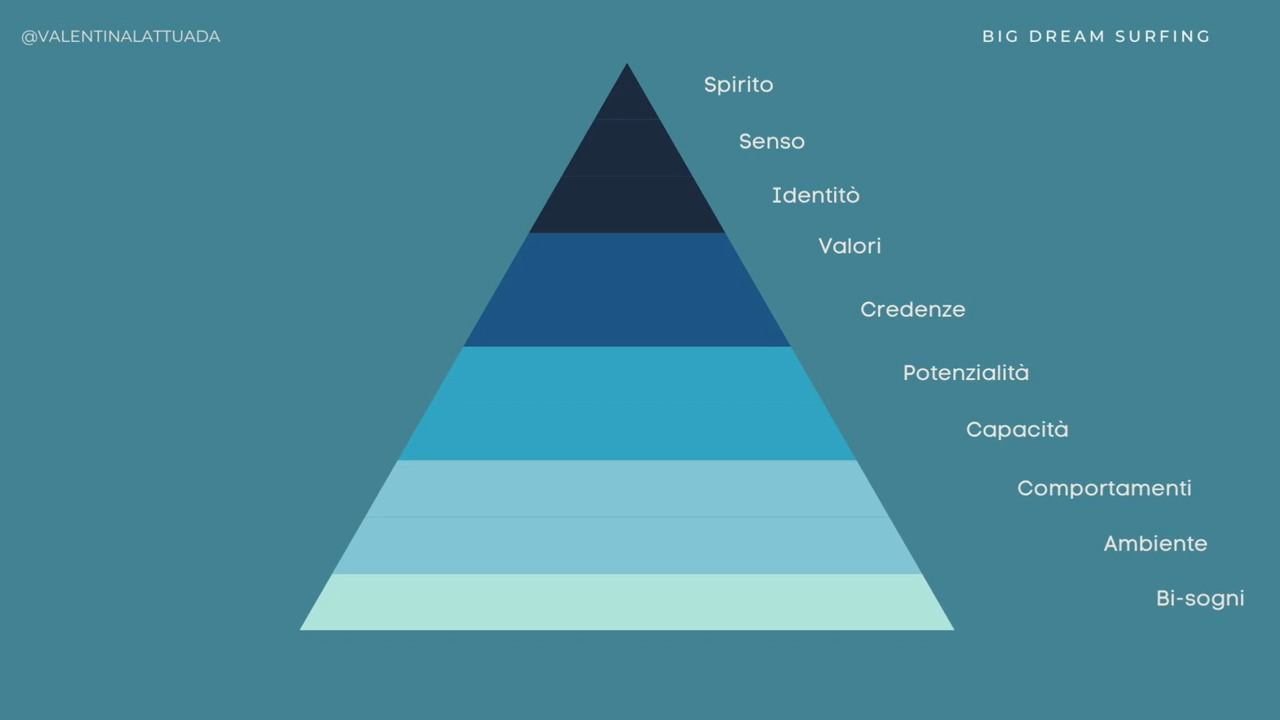 @VALENTINALATTUADA
BIG DREAM SURFING
Spirito
Senso
Identitò
Valori
Credenze
Potenzialità
Capacità
Comportamenti
Ambiente
Bi-sogni